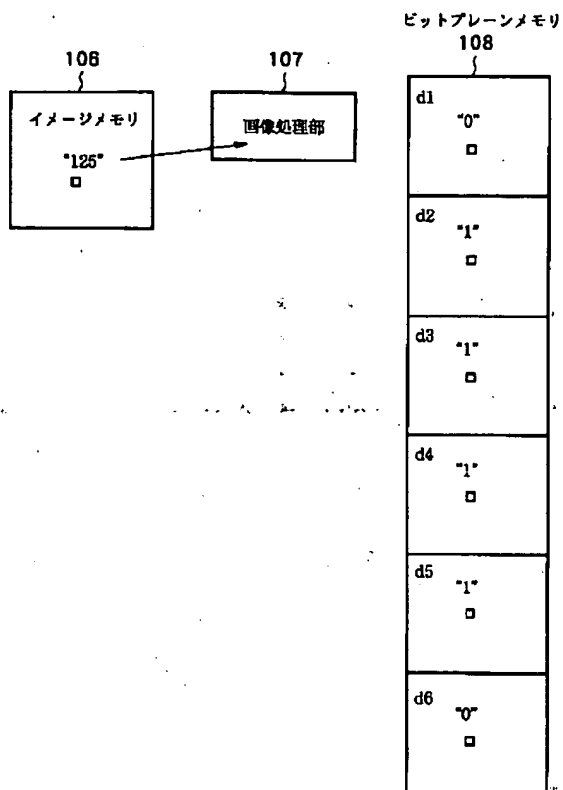 ビットプレーンメモリ
106
107
108
イメージメモリ
"125"
画像処理部
d1
"0"
d2
"1"
d3
"1"
d4
"1"
d5
"1"
d6
"0"